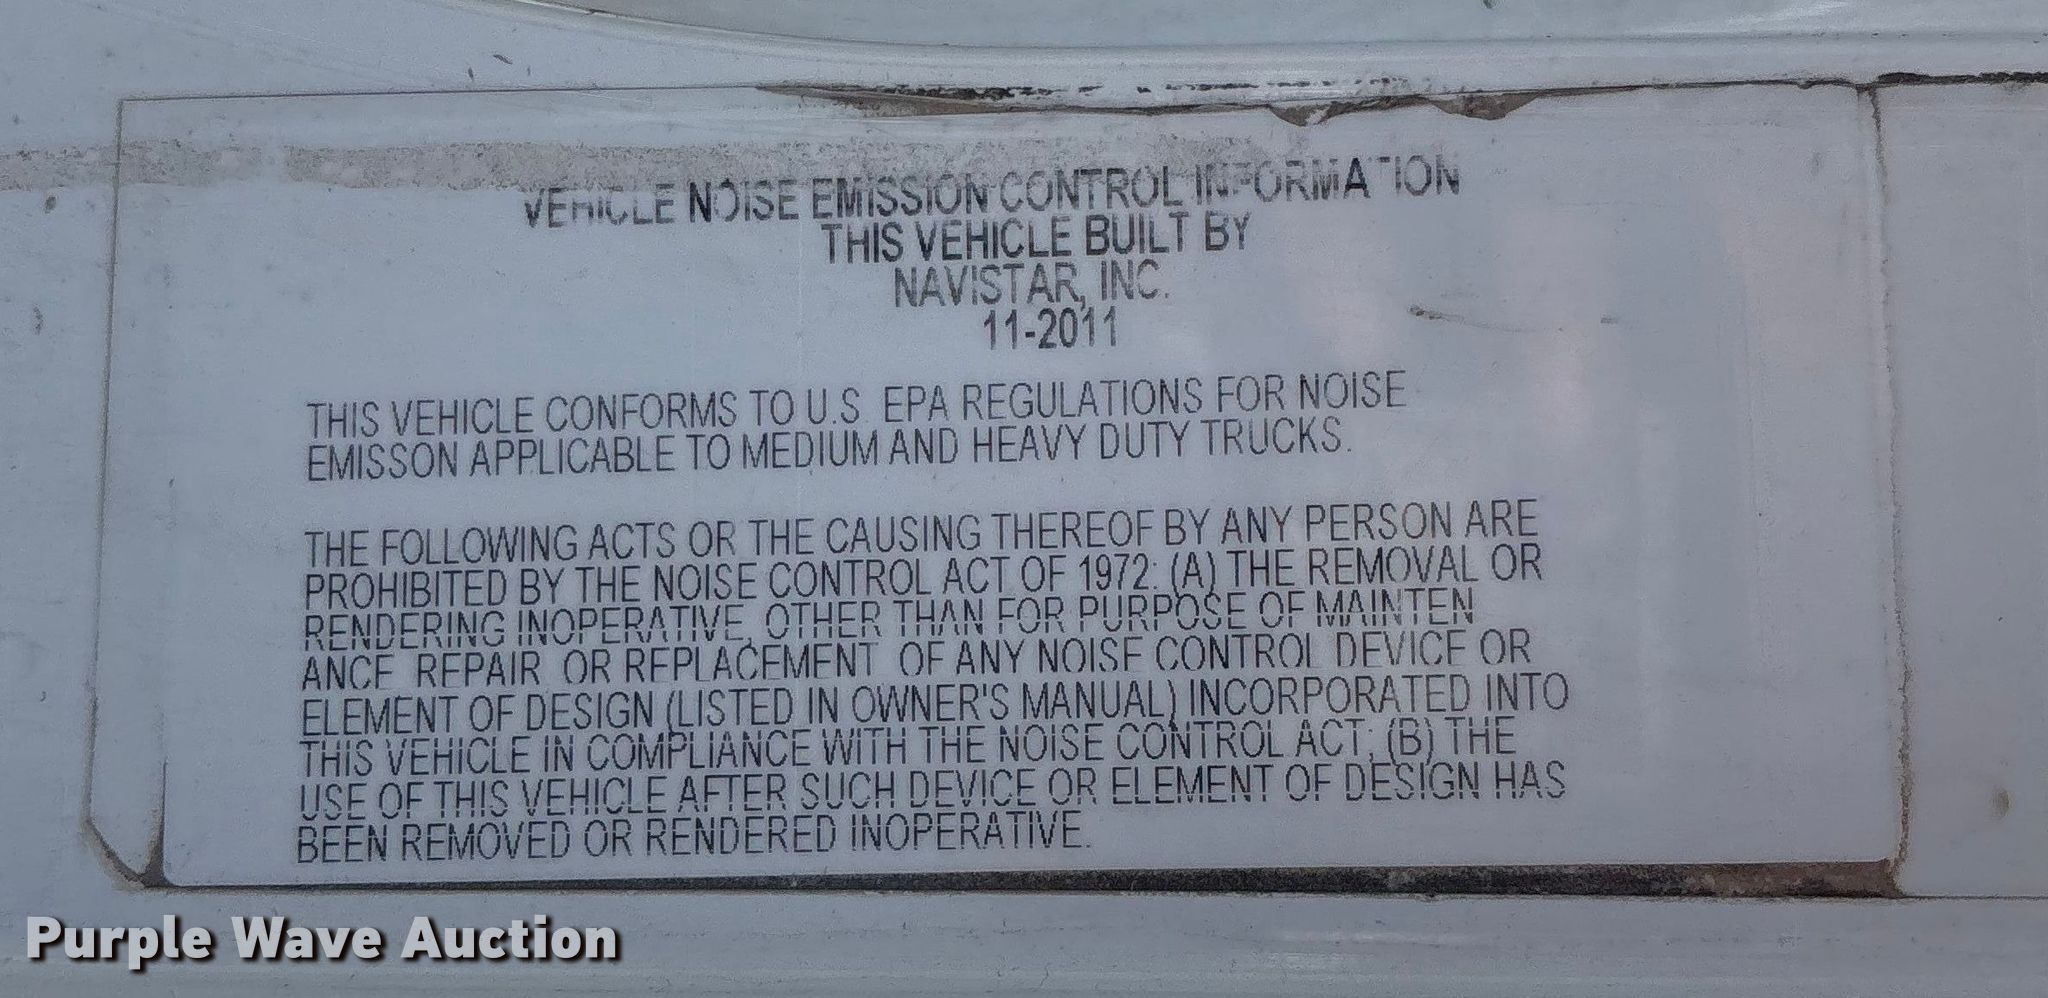 VEHICLE NOISE EMISSION CONTROL INFORMATION
THIS VEHICLE BUILT BY
NAVISTAR, INC.
11-2011
THIS VEHICLE CONFORMS TO U.S. EPA REGULATIONS FOR NOISE
EMISSON APPLICABLE TO MEDIUM AND HEAVY DUTY TRUCKS.
THE FOLLOWING ACTS OR THE CAUSING THEREOF BY ANY PERSON ARE
PROHIBITED BY THE NOISE CONTROL ACT OF 1972: (A) THE REMOVAL OR
RENDERING INOPERATIVE, OTHER THAN FOR PURPOSE OF MAINTEN
ANCE REPAIR OR REPLACEMENT OF ANY NOISE CONTROL DEVICE OR
ELEMENT OF DESIGN (LISTED IN OWNER'S MANUAL) INCORPORATED INTO
THIS VEHICLE IN COMPLIANCE WITH THE NOISE CONTROL ACT; (B) THE
USE OF THIS VEHICLE AFTER SUCH DEVICE OR ELEMENT OF DESIGN HAS
BEEN REMOVED OR RENDERED INOPERATIVE.
Purple Wave Auction